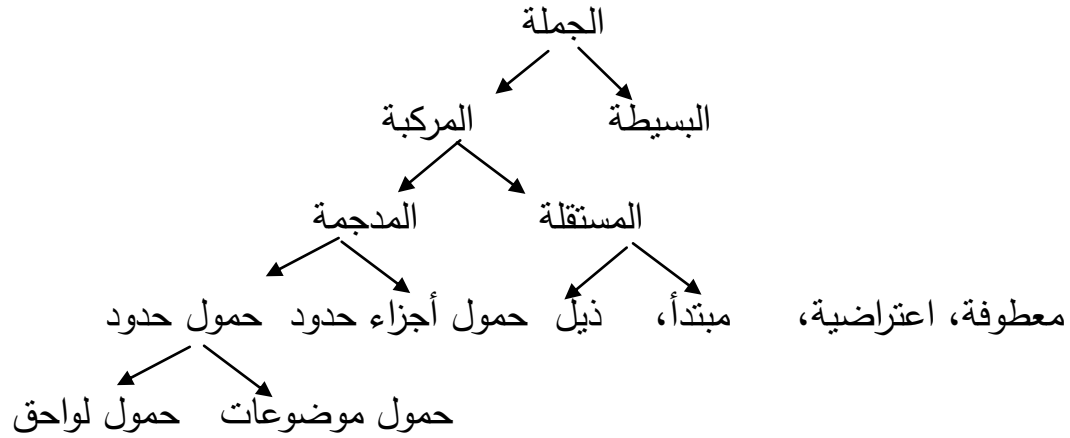 الجملة
البسيطة المركبة
المستقلة المدجمة
معطوفة، اعتراضية، مبتدأ، ذيل حمول أجزاء حدود حمول حدود
حمول موضوعات حمول لواحق